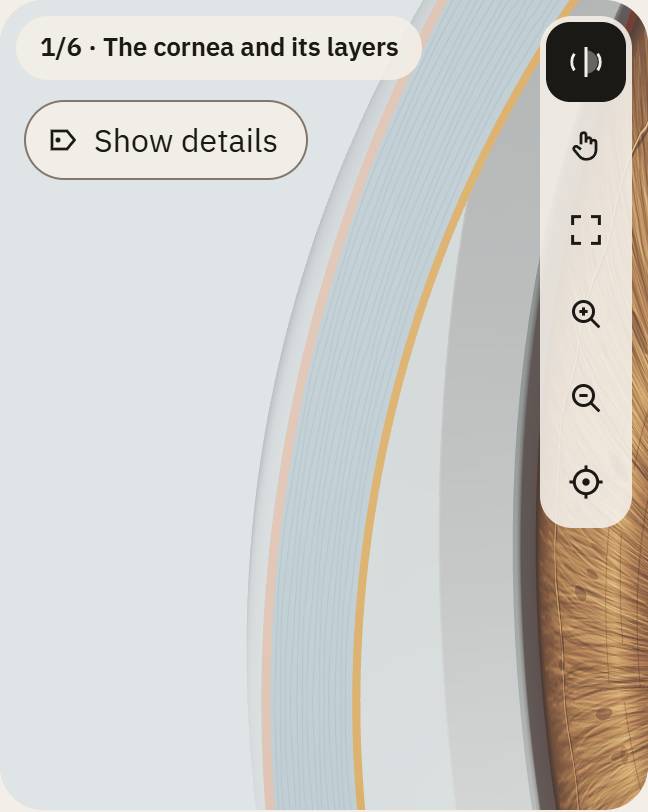 1/6 · The cornea and its layers
Show details